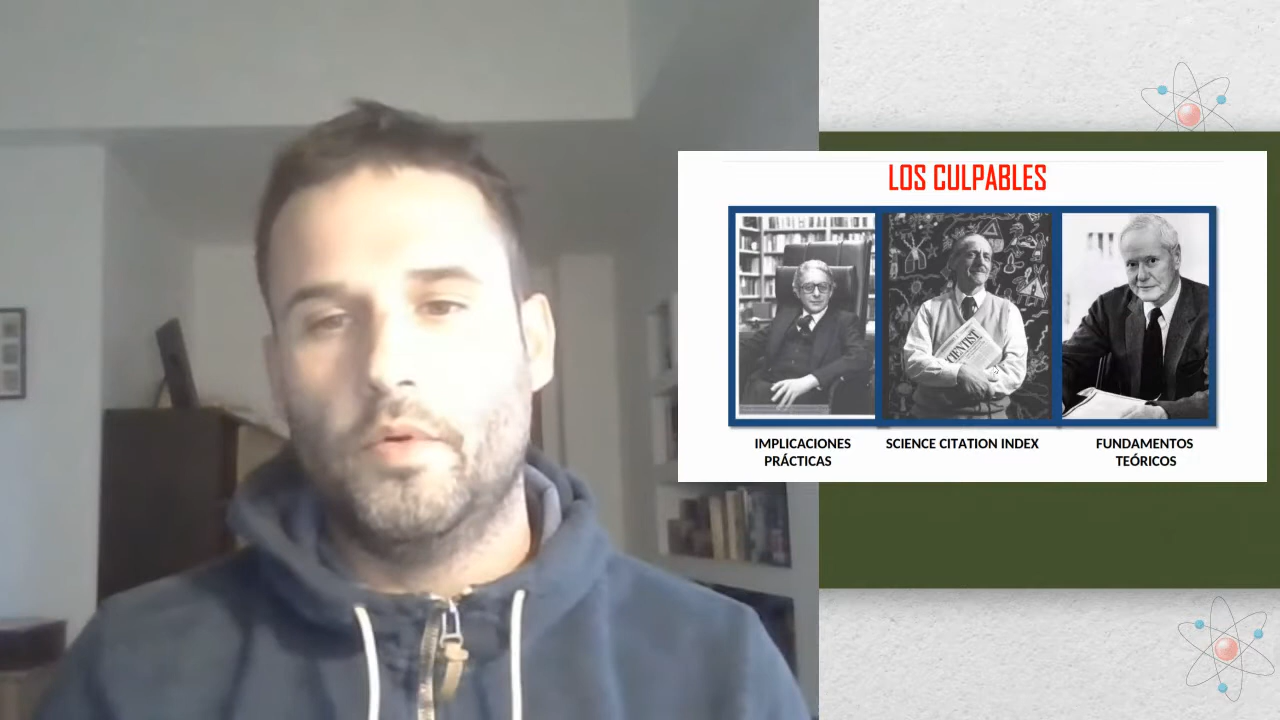 LOS CULPABLES
IMPLICACIONES
PRÁCTICAS
SCIENCE CITATION INDEX
FUNDAMENTOS
TEÓRICOS